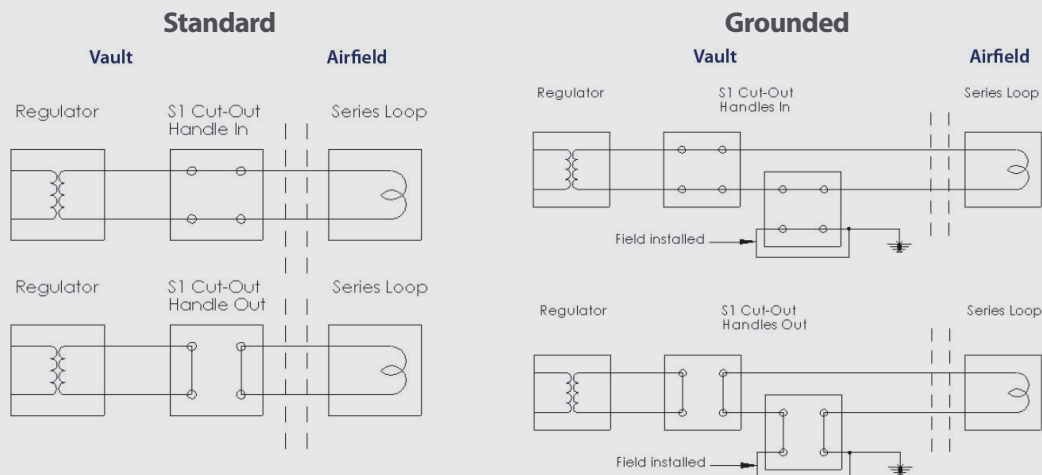 Standard
Vault
Airfield
Regulator
S1 Cut-Out
Handle In
Series Loop
Regulator
S1 Cut-Out
Handle Out
Series Loop
Grounded
Vault
Airfield
Regulator
S1 Cut-Out
Handles In
Series Loop
Field installed
Regulator
S1 Cut-Out
Handles Out
Series Loop
Field installed